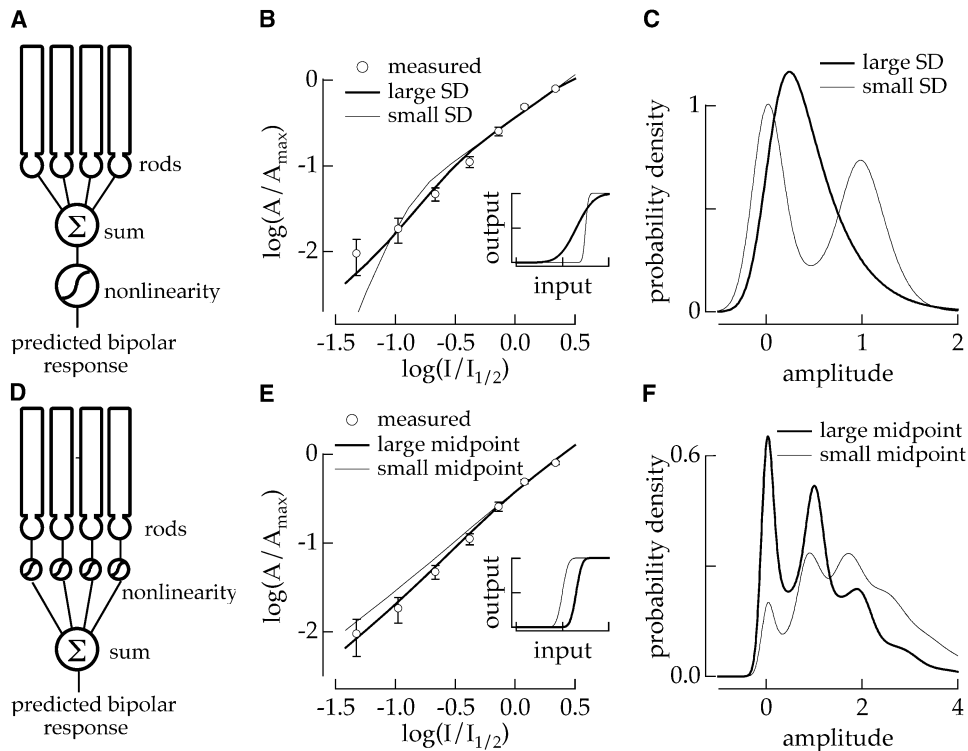 A
rods
Σ
sum
nonlinearity
predicted bipolar
response
B
measured
large SD
small SD
log(A/Amax)
0
-1
-2
output
input
-1.5 -1.0 -0.5 0.0 0.5
log(I/I1/2)
C
large SD
small SD
probability density
1
0
0 1 2
amplitude
D
rods
nonlinearity
Σ
sum
predicted bipolar
response
E
measured
large midpoint
small midpoint
log(A/Amax)
0
-1
-2
output
input
-1.5 -1.0 -0.5 0.0 0.5
log(I/I1/2)
F
large midpoint
small midpoint
probability density
0.6
0.0
0 2 4
amplitude